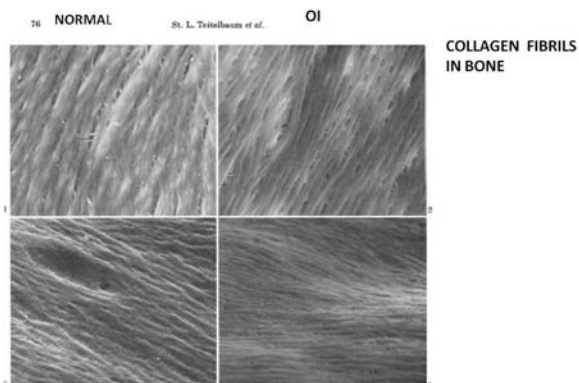 76 NORMAL St. L. Teitelbaum et al. OI
COLLAGEN FIBRILS
IN BONE
1
2